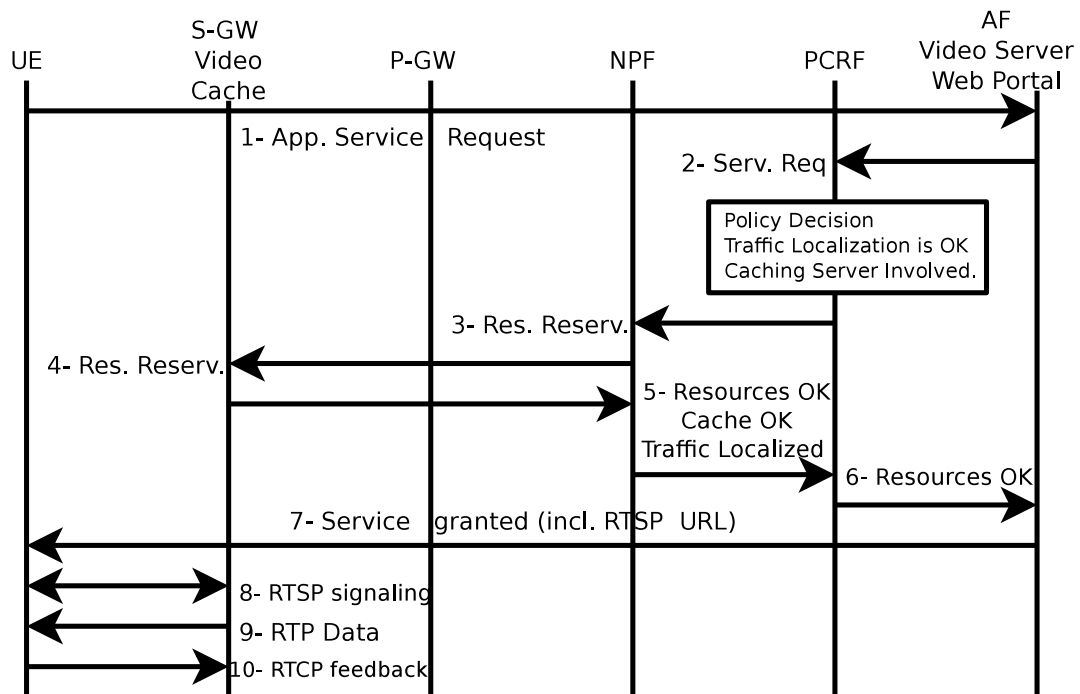 UE
S-GW
Video
Cache
P-GW
NPF
PCRF
AF
Video Server
Web Portal
1- App. Service Request
2- Serv. Req
Policy Decision
Traffic Localization is OK
Caching Server Involved.
3- Res. Reserv.
4- Res. Reserv.
5- Resources OK
Cache OK
Traffic Localized
6- Resources OK
7- Service granted (incl. RTSP URL)
8- RTSP signaling
9- RTP Data
10- RTCP feedback